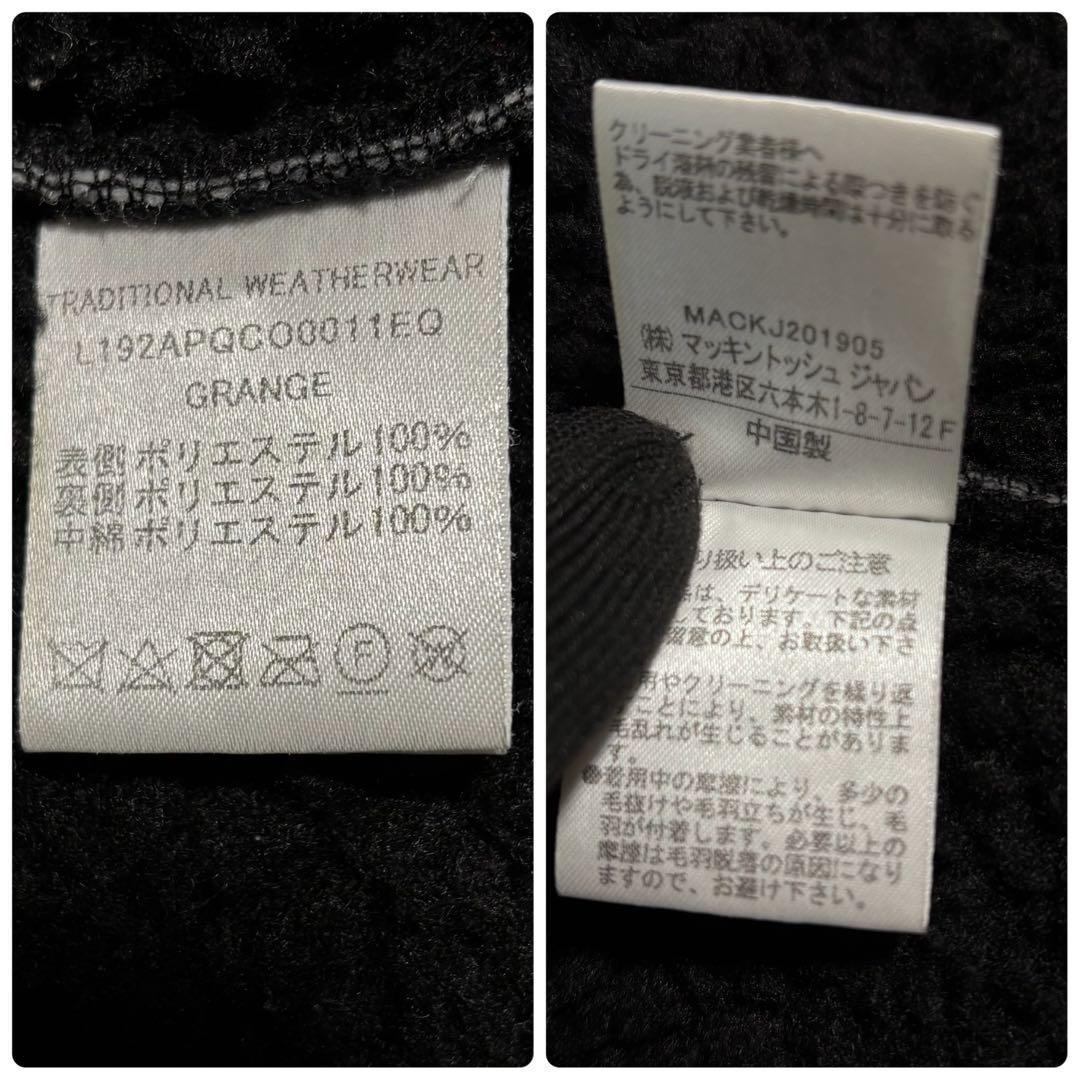 TRADITIONAL WEATHERWEAR
L192APQCO0011EO
GRANGE
表側 ポリエステル 100%
裏側 ポリエステル 100%
中綿 ポリエステル 100%
F
クリーニング業者様へ
ドライ溶剤の残留による際つきを防ぐ
為、脱液および乾燥時間は十分に取る
ようにして下さい。
MACKJ201905
(株) マッキントッシュ ジャパン
東京都港区六本木1-8-7-12F
中国製
り扱い上のご注意
は、デリケートな素材
ております。下記の点
意の上、お取扱い下さ
用やクリーニングを繰り返
ことにより、素材の特性上
毛乱れが生じることがありま
す。
●着用中の摩擦により、多少の
毛抜けや毛羽立ちが生じ、毛
羽が付着します。必要以上の
摩擦は毛羽脱落の原因になり
ますので、お避け下さい。